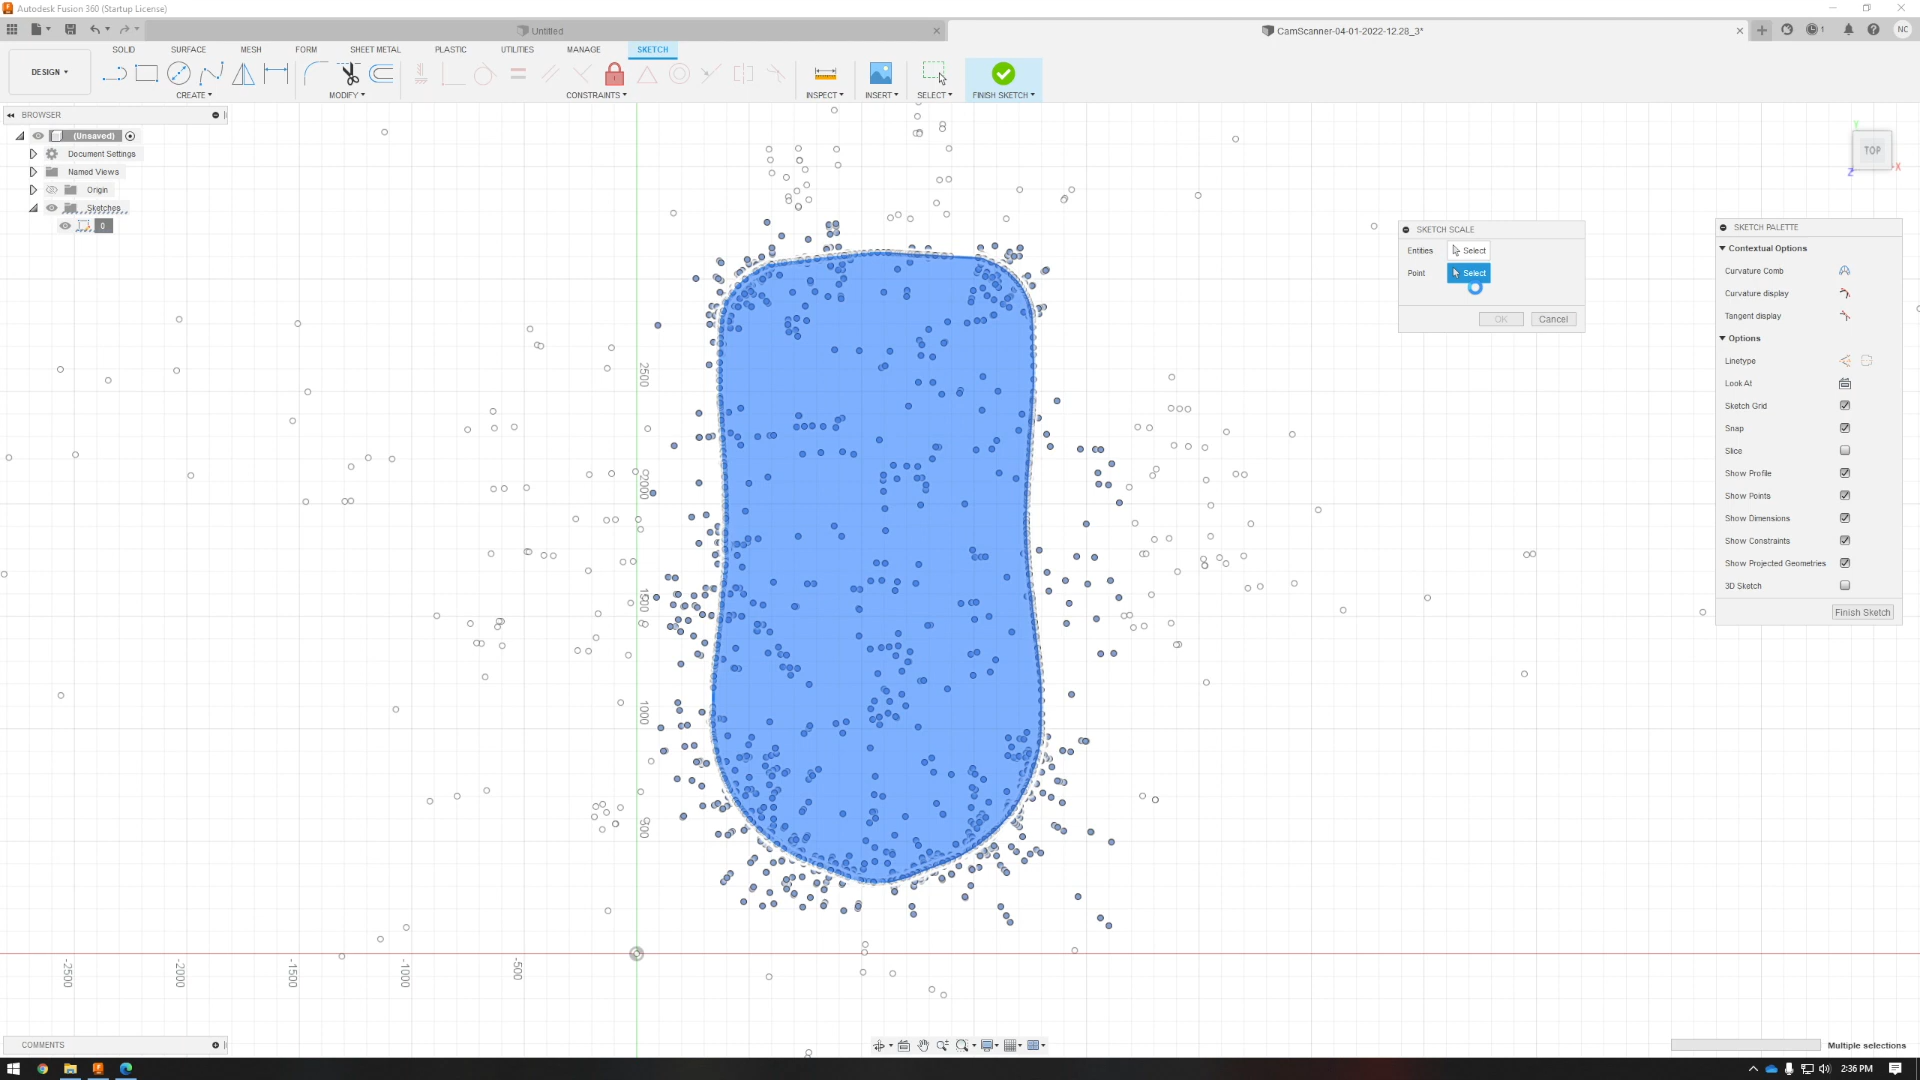 Autodesk Fusion 360 (Startup License)
Untitled
CamScanner-04-01-2022-12.28_3*
1
NC
DESIGN
SOLID
SURFACE
MESH
FORM
SHEET METAL
PLASTIC
UTILITIES
MANAGE
SKETCH
CREATE
MODIFY
CONSTRAINTS
INSPECT
INSERT
SELECT
FINISH SKETCH
BROWSER
(Unsaved)
Document Settings
Named Views
Origin
Sketches
0
Y
TOP
X
Z
SKETCH SCALE
Entities
Select
Point
Select
OK
Cancel
SKETCH PALETTE
Contextual Options
Curvature Comb
Curvature display
Tangent display
Options
Linetype
Look At
Sketch Grid
Snap
Slice
Show Profile
Show Points
Show Dimensions
Show Constraints
Show Projected Geometries
3D Sketch
Finish Sketch
2500
2000
1500
1000
500
-2500
-2000
-1500
-1000
-500
COMMENTS
Multiple selections
2:36 PM